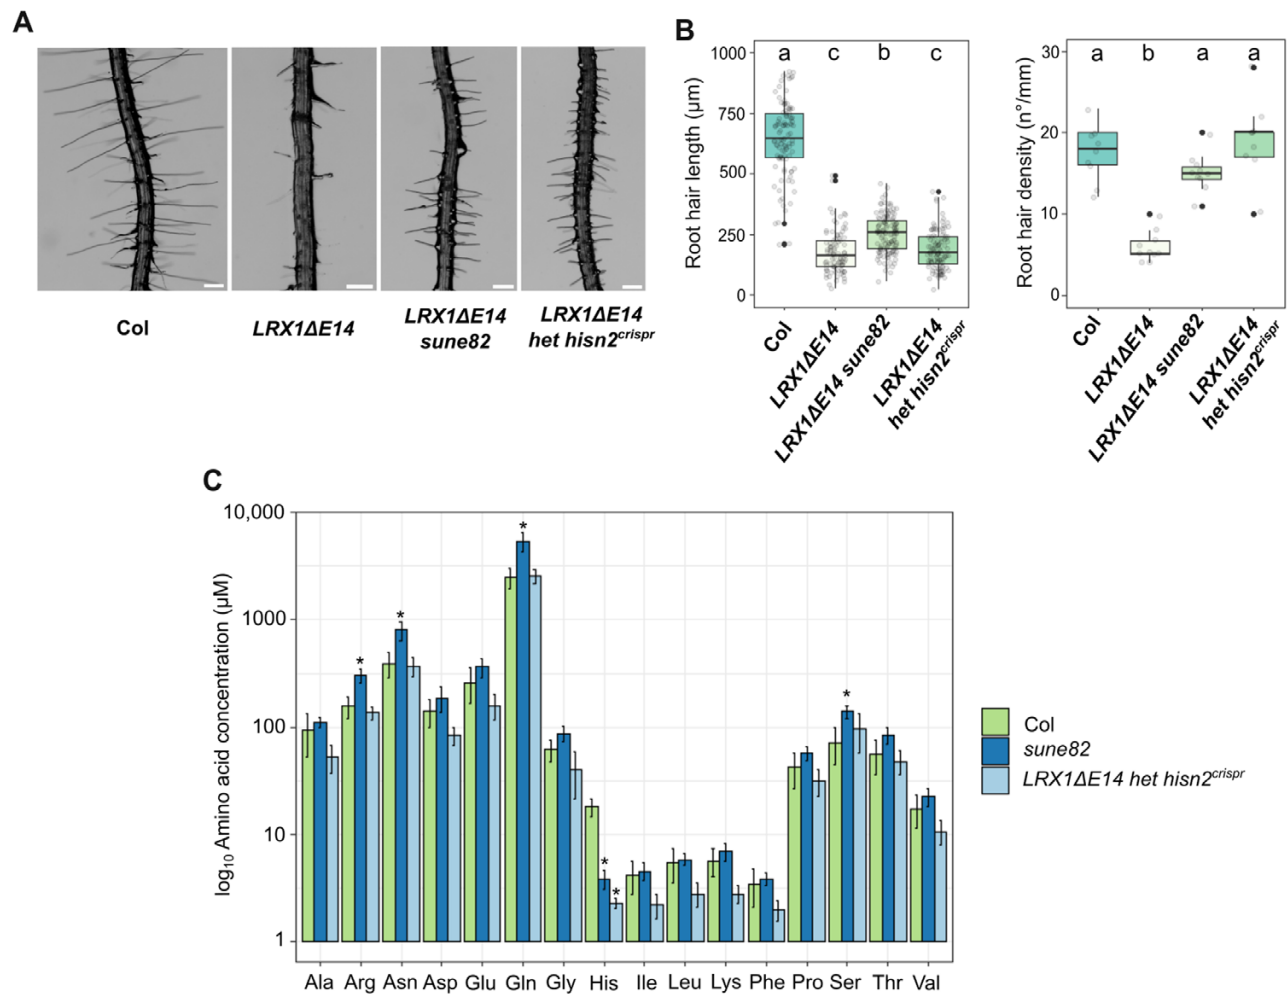 A
Col
LRX1ΔE14
LRX1ΔE14
sune82
LRX1ΔE14
het hisn2crispr
B
Root hair length (µm)
1000
750
500
250
0
a
c
b
c
Col
LRX1ΔE14
LRX1ΔE14 sune82
LRX1ΔE14
het hisn2crispr
Root hair density (n°/mm)
30
20
10
0
a
b
a
a
Col
LRX1ΔE14
LRX1ΔE14 sune82
LRX1ΔE14
het hisn2crispr
C
log10 Amino acid concentration (µM)
10,000
1000
100
10
1
*
*
*
*
*
*
Ala Arg Asn Asp Glu Gln Gly His Ile Leu Lys Phe Pro Ser Thr Val
Col
sune82
LRX1ΔE14 het hisn2crispr